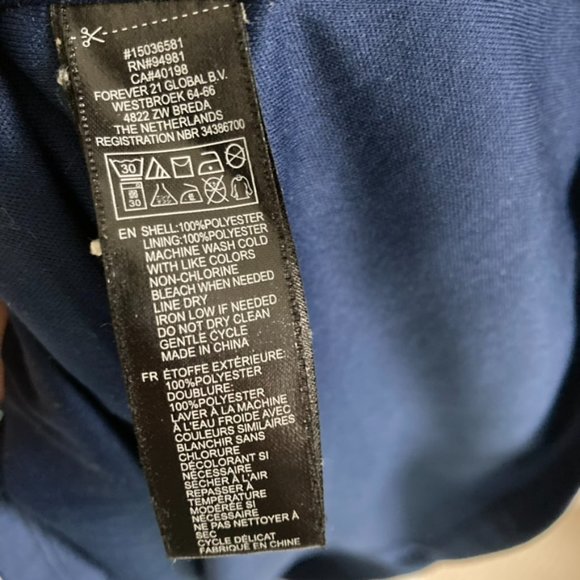 #15036581
RN#94981
CA#40198
FOREVER 21 GLOBAL B.V.
WESTBROEK 64-66
4822 ZW BREDA
THE NETHERLANDS
REGISTRATION NBR 34386700
30
30
EN SHELL:100%POLYESTER
LINING:100%POLYESTER
MACHINE WASH COLD
WITH LIKE COLORS
NON-CHLORINE
BLEACH WHEN NEEDED
LINE DRY
IRON LOW IF NEEDED
DO NOT DRY CLEAN
GENTLE CYCLE
MADE IN CHINA
FR ÉTOFFE EXTÉRIEURE:
100%POLYESTER
DOUBLURE:
100%POLYESTER
LAVER À LA MACHINE
À L'EAU FROIDE AVEC
COULEURS SIMILAIRES
BLANCHIR SANS
CHLORURE
DÉCOLORANT SI
NÉCESSAIRE
SÉCHER À L'AIR
REPASSER À
TEMPÉRATURE
MODÉRÉE SI
NÉCESSAIRE
NE PAS NETTOYER À
SEC
CYCLE DÉLICAT
FABRIQUÉ EN CHINE